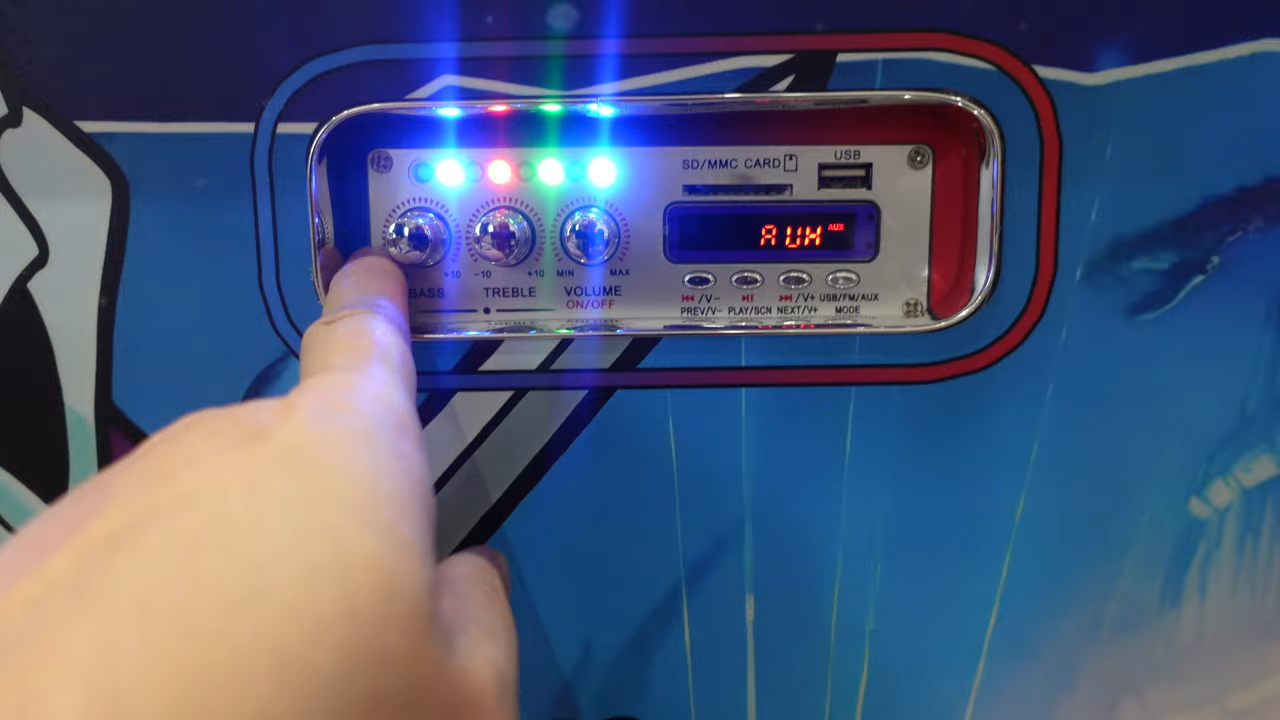 SD/MMC CARD
USB
AUX
AUX
+10
-10
+10
MIN
MAX
BASS
TREBLE
VOLUME
ON/OFF
/V-
/V+
USB/FM/AUX
PREV/V-
PLAY/SCN
NEXT/V+
MODE